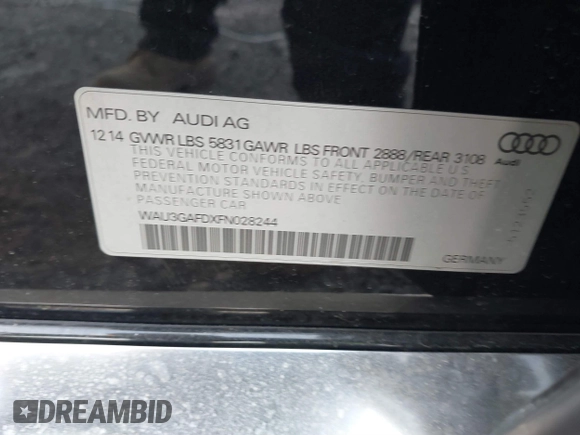 MFD. BY AUDI AG
12.14 GVWR LBS 5831 GAWR LBS FRONT 2888/REAR 3108
Audi
THIS VEHICLE CONFORMS TO ALL APPLICABLE
FEDERAL MOTOR VEHICLE SAFETY, BUMPER AND THEFT
PREVENTION STANDARDS IN EFFECT ON THE DATE OF
MANUFACTURE SHOWN ABOVE.
PASSENGER CAR
WAU3GAFDXFN028244
GERMANY
DREAMBID